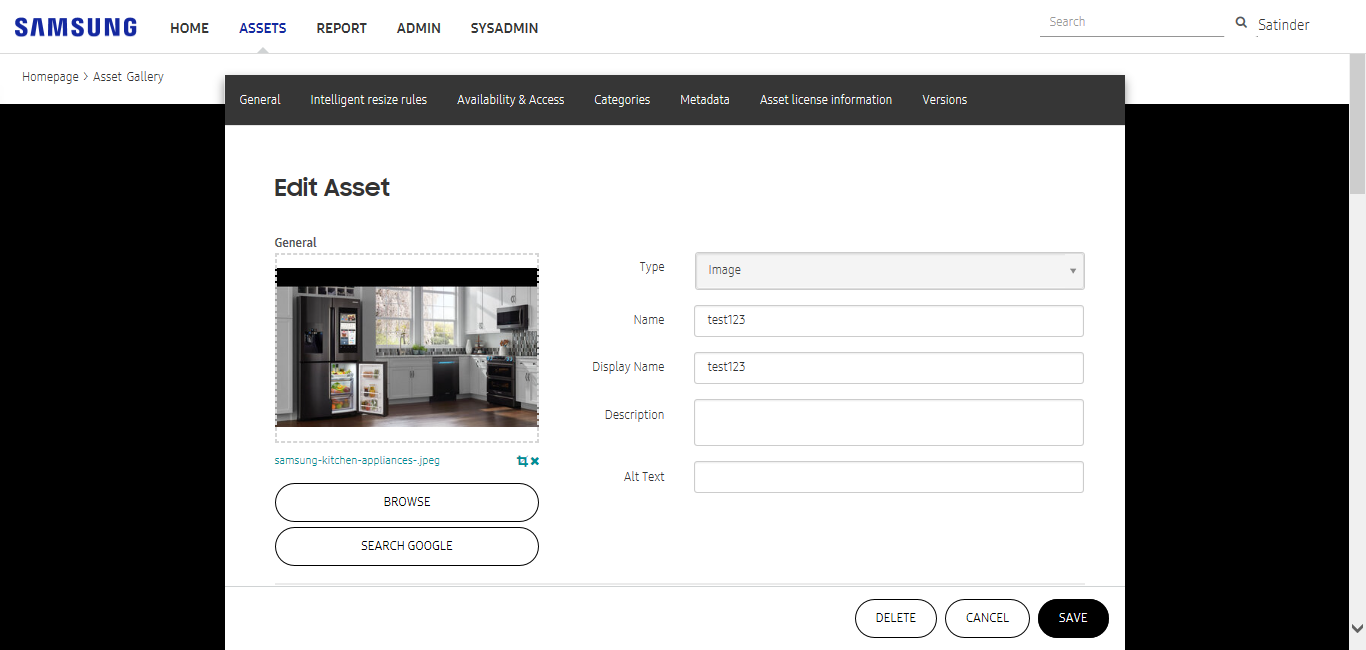 SAMSUNG HOME ASSETS REPORT ADMIN SYSADMIN Search Satinder
Homepage > Asset Gallery
General Intelligent resize rules Availability & Access Categories Metadata Asset license information Versions
Edit Asset
General
Type Image
Name test123
Display Name test123
Description
Alt Text
samsung-kitchen-appliances-.jpeg
BROWSE
SEARCH GOOGLE
DELETE CANCEL SAVE